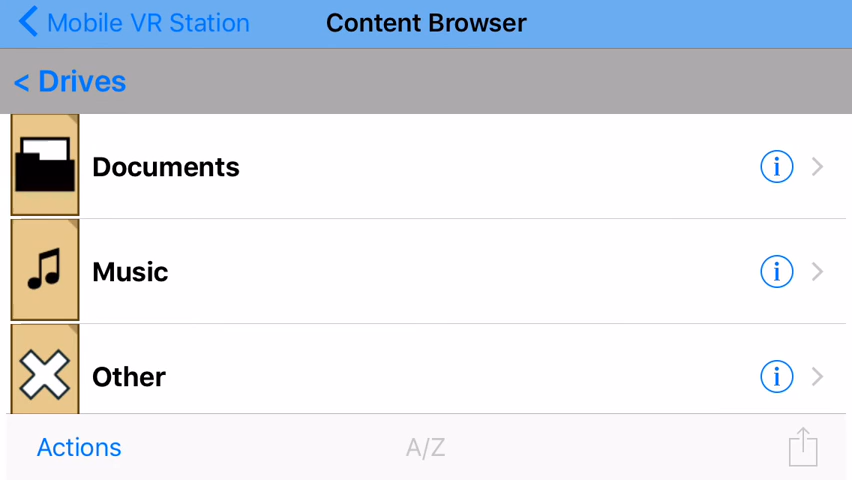 Mobile VR Station
Content Browser
< Drives
Documents
Music
Other
Actions
A/Z